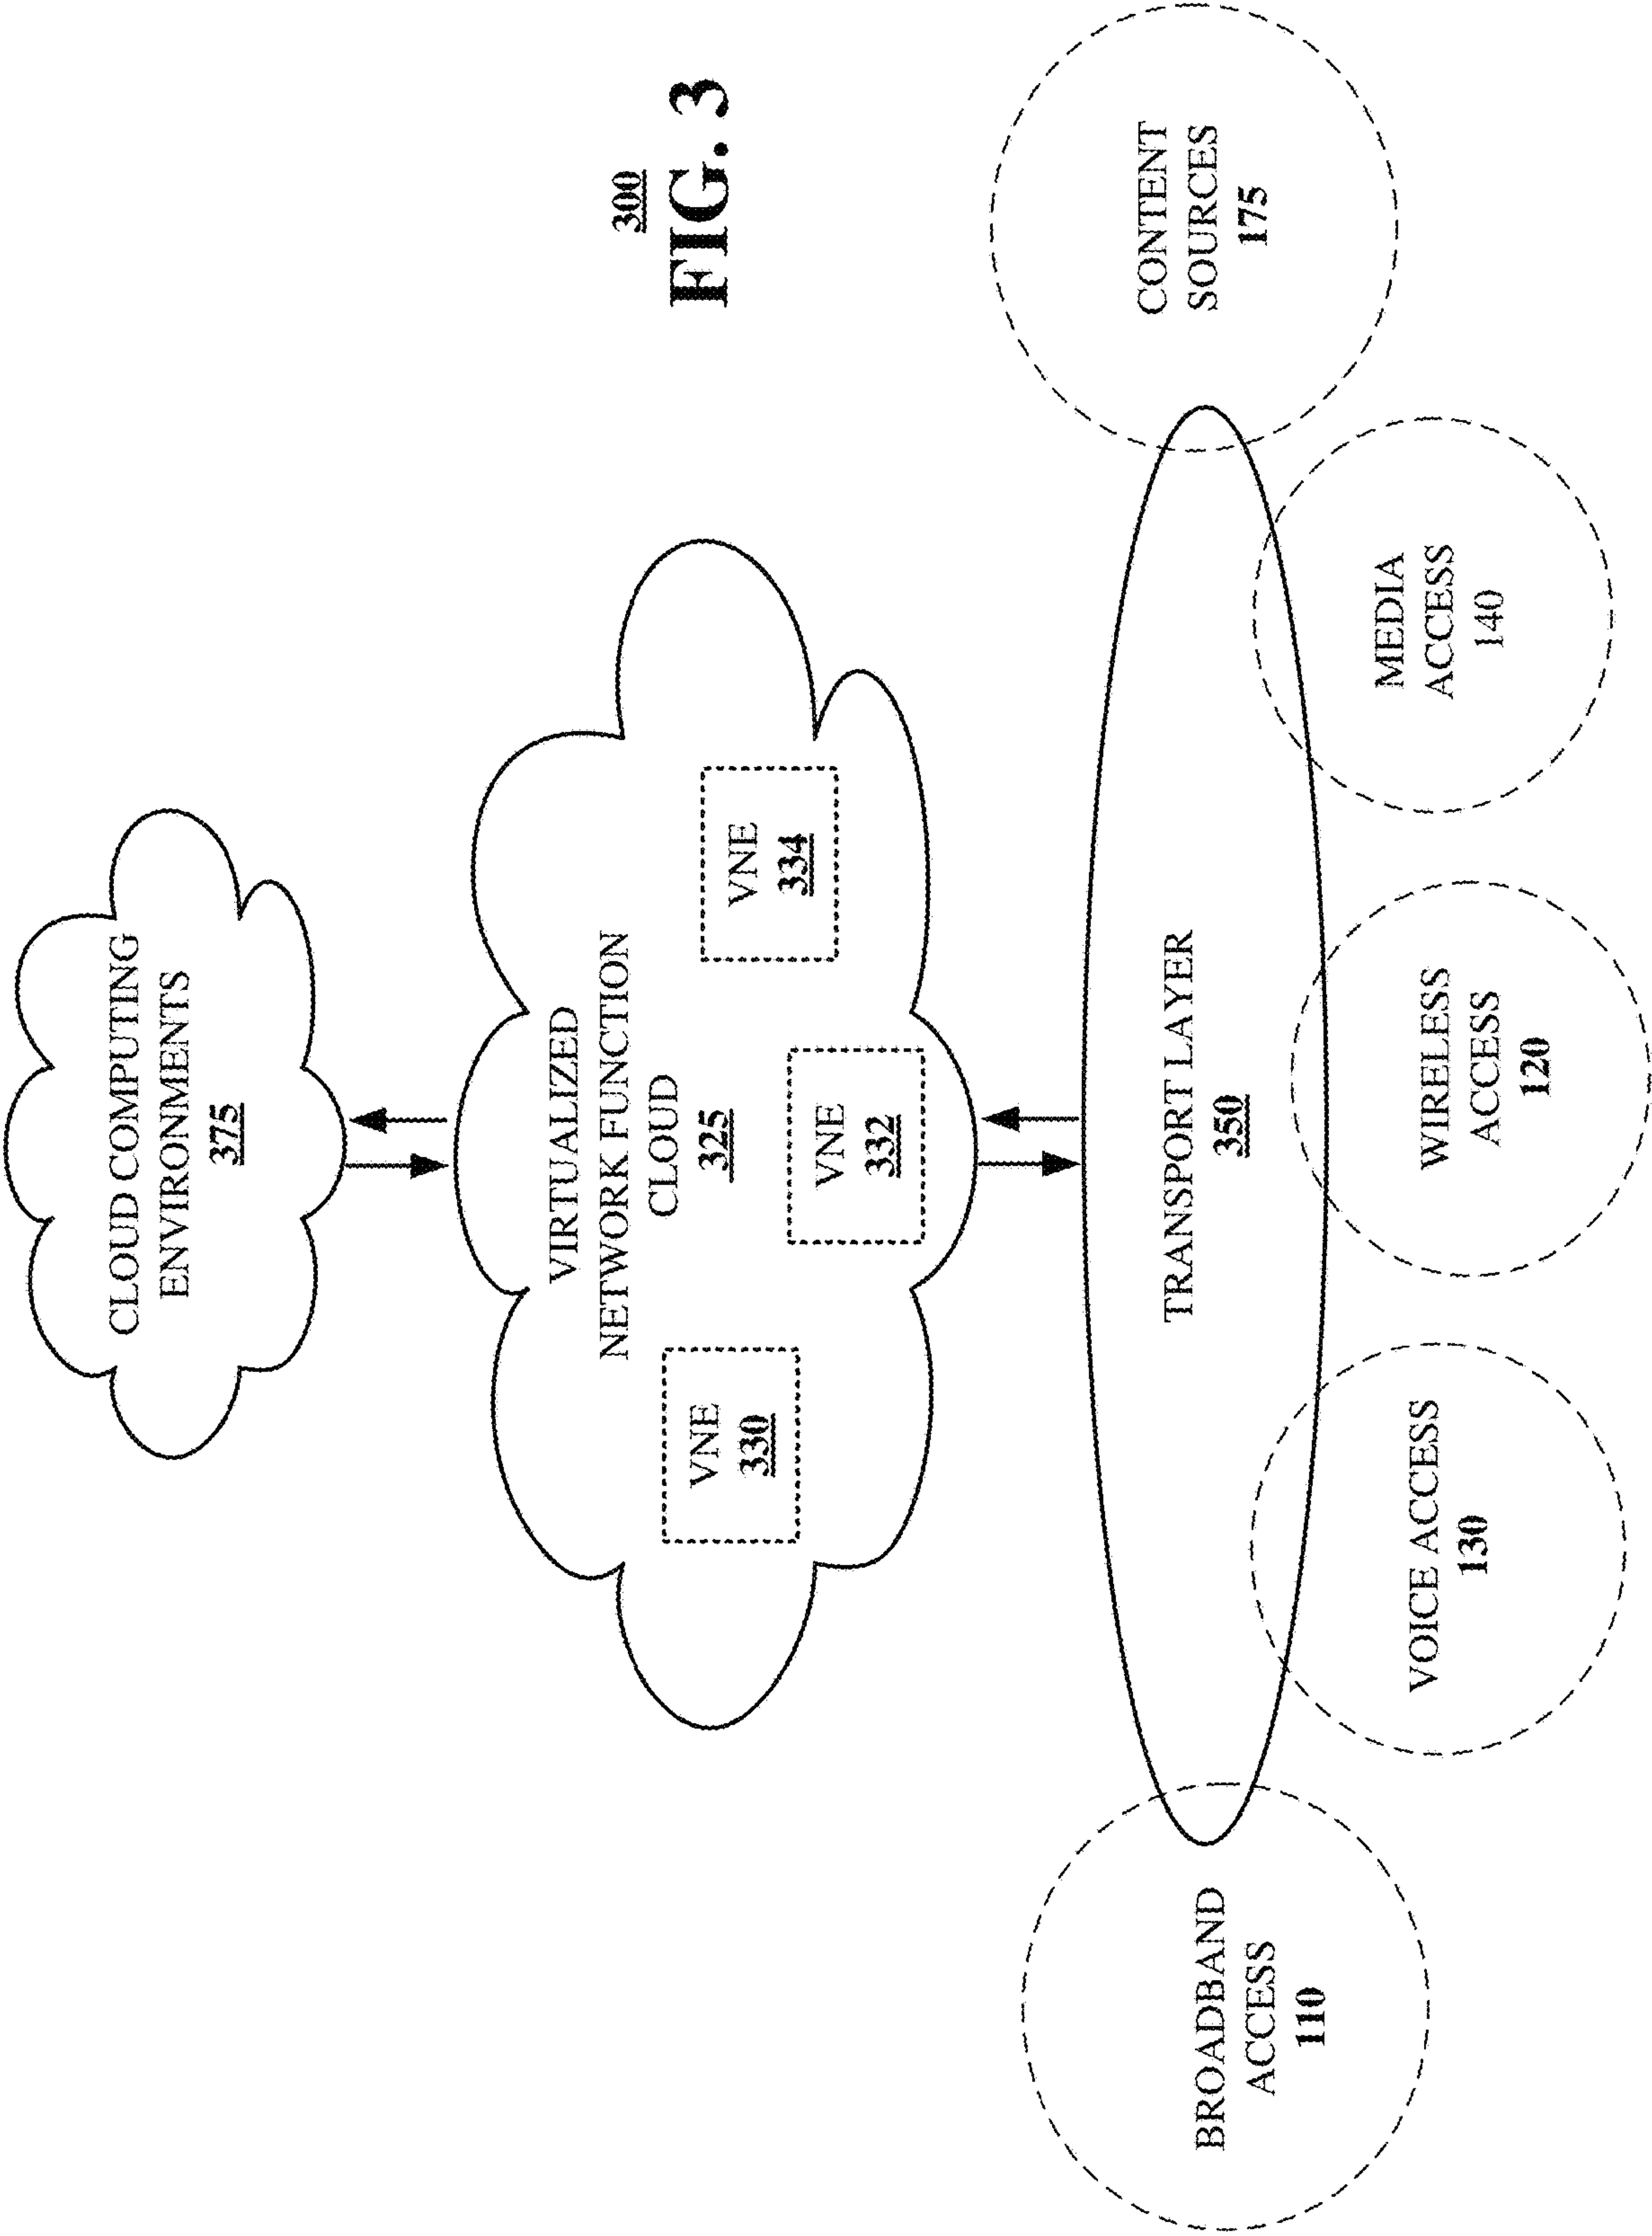 CLOUD COMPUTING
ENVIRONMENTS
375
VIRTUALIZED
NETWORK FUNCTION
CLOUD
325
VNE
330
VNE
332
VNE
334
300
FIG. 3
TRANSPORT LAYER
350
BROADBAND
ACCESS
110
VOICE ACCESS
130
WIRELESS
ACCESS
120
MEDIA
ACCESS
140
CONTENT
SOURCES
175